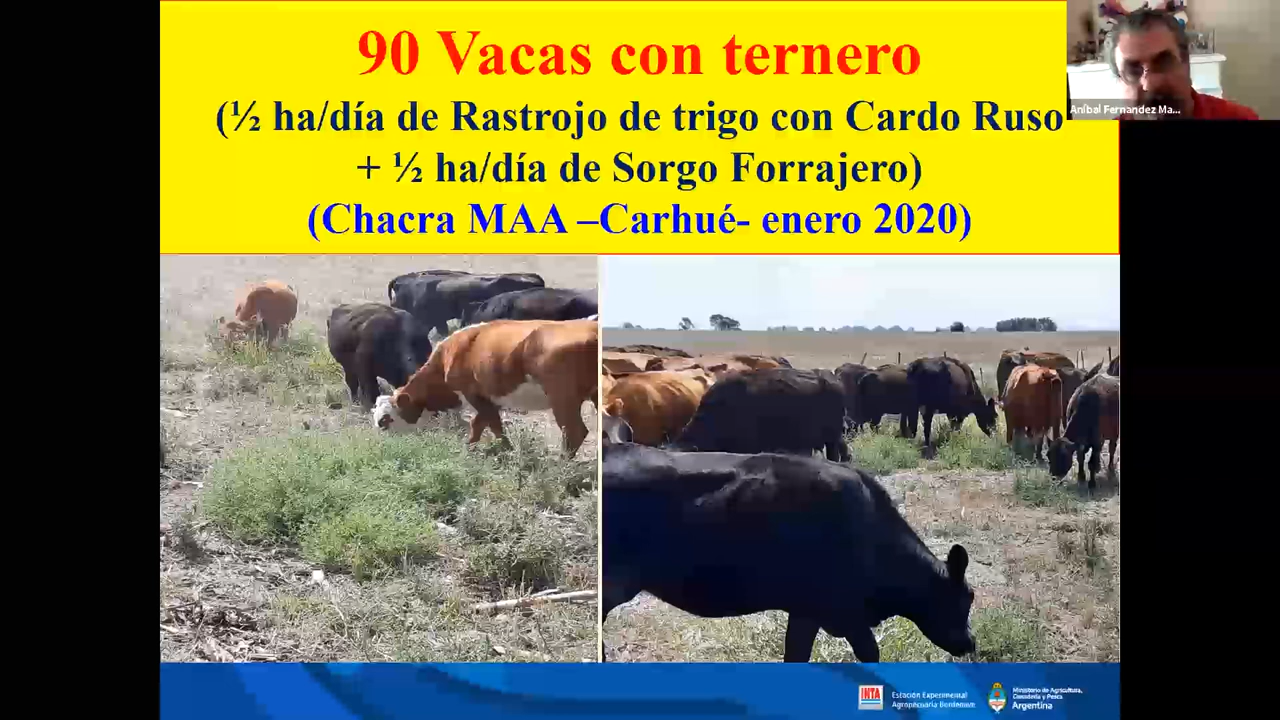 90 Vacas con ternero
(½ ha/día de Rastrojo de trigo con Cardo Ruso
+ ½ ha/día de Sorgo Forrajero)
(Chacra MAA –Carhué- enero 2020)
Aníbal Fernandez Ma...
INTA
Estación Experimental
Agropecuaria Bordenave
Ministerio de Agricultura,
Ganadería y Pesca
Argentina